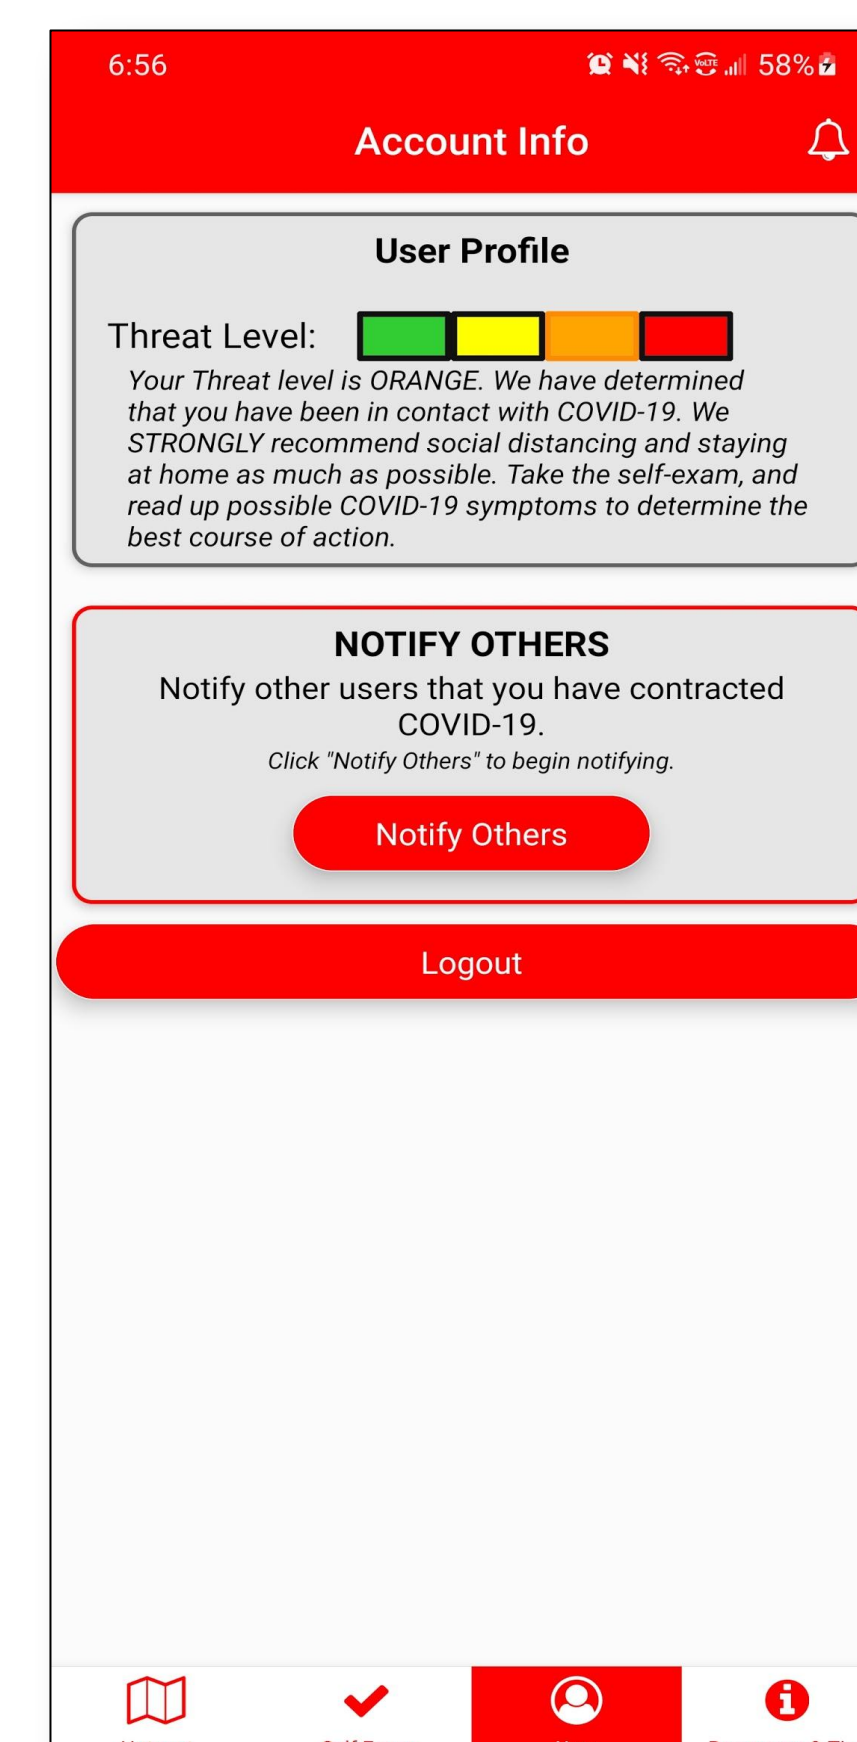 6:56
VoLTE 58%
Account Info
User Profile
Threat Level:
Your Threat level is ORANGE. We have determined
that you have been in contact with COVID-19. We
STRONGLY recommend social distancing and staying
at home as much as possible. Take the self-exam, and
read up possible COVID-19 symptoms to determine the
best course of action.
NOTIFY OTHERS
Notify other users that you have contracted
COVID-19.
Click "Notify Others" to begin notifying.
Notify Others
Logout